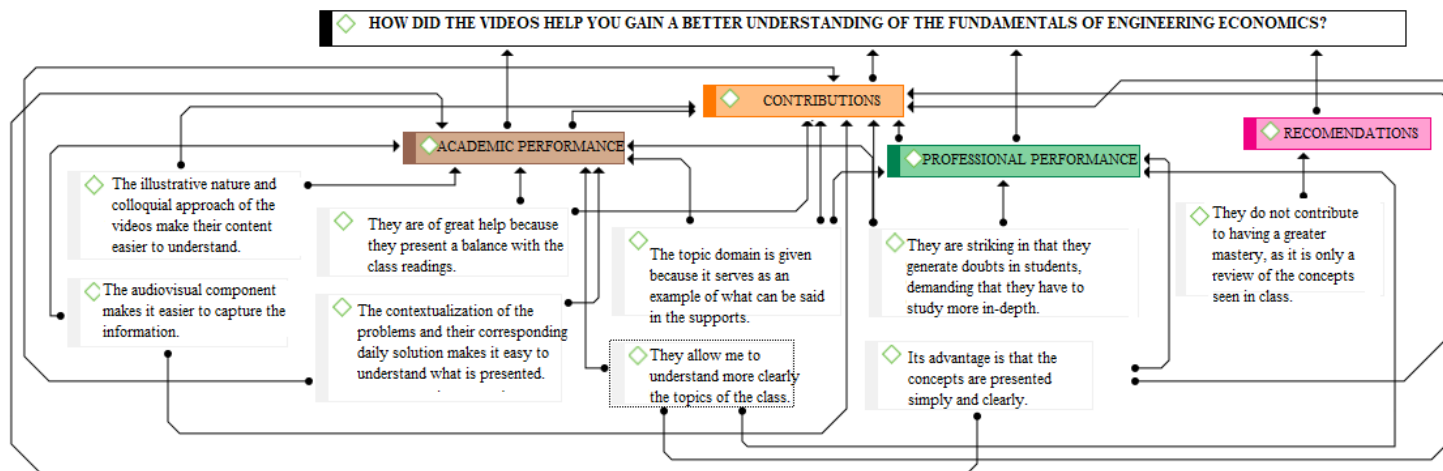 HOW DID THE VIDEOS HELP YOU GAIN A BETTER UNDERSTANDING OF THE FUNDAMENTALS OF ENGINEERING ECONOMICS?
CONTRIBUTIONS
ACADEMIC PERFORMANCE
PROFESSIONAL PERFORMANCE
RECOMENDATIONS
The illustrative nature and
colloquial approach of the
videos make their content
easier to understand.
They are of great help because
they present a balance with the
class readings.
The topic domain is given
because it serves as an
example of what can be said
in the supports.
They are striking in that they
generate doubts in students,
demanding that they have to
study more in-depth.
They do not contribute
to having a greater
mastery, as it is only a
review of the concepts
seen in class.
The audiovisual component
makes it easier to capture the
information.
The contextualization of the
problems and their corresponding
daily solution makes it easy to
understand what is presented.
They allow me to
understand more clearly
the topics of the class.
Its advantage is that the
concepts are presented
simply and clearly.